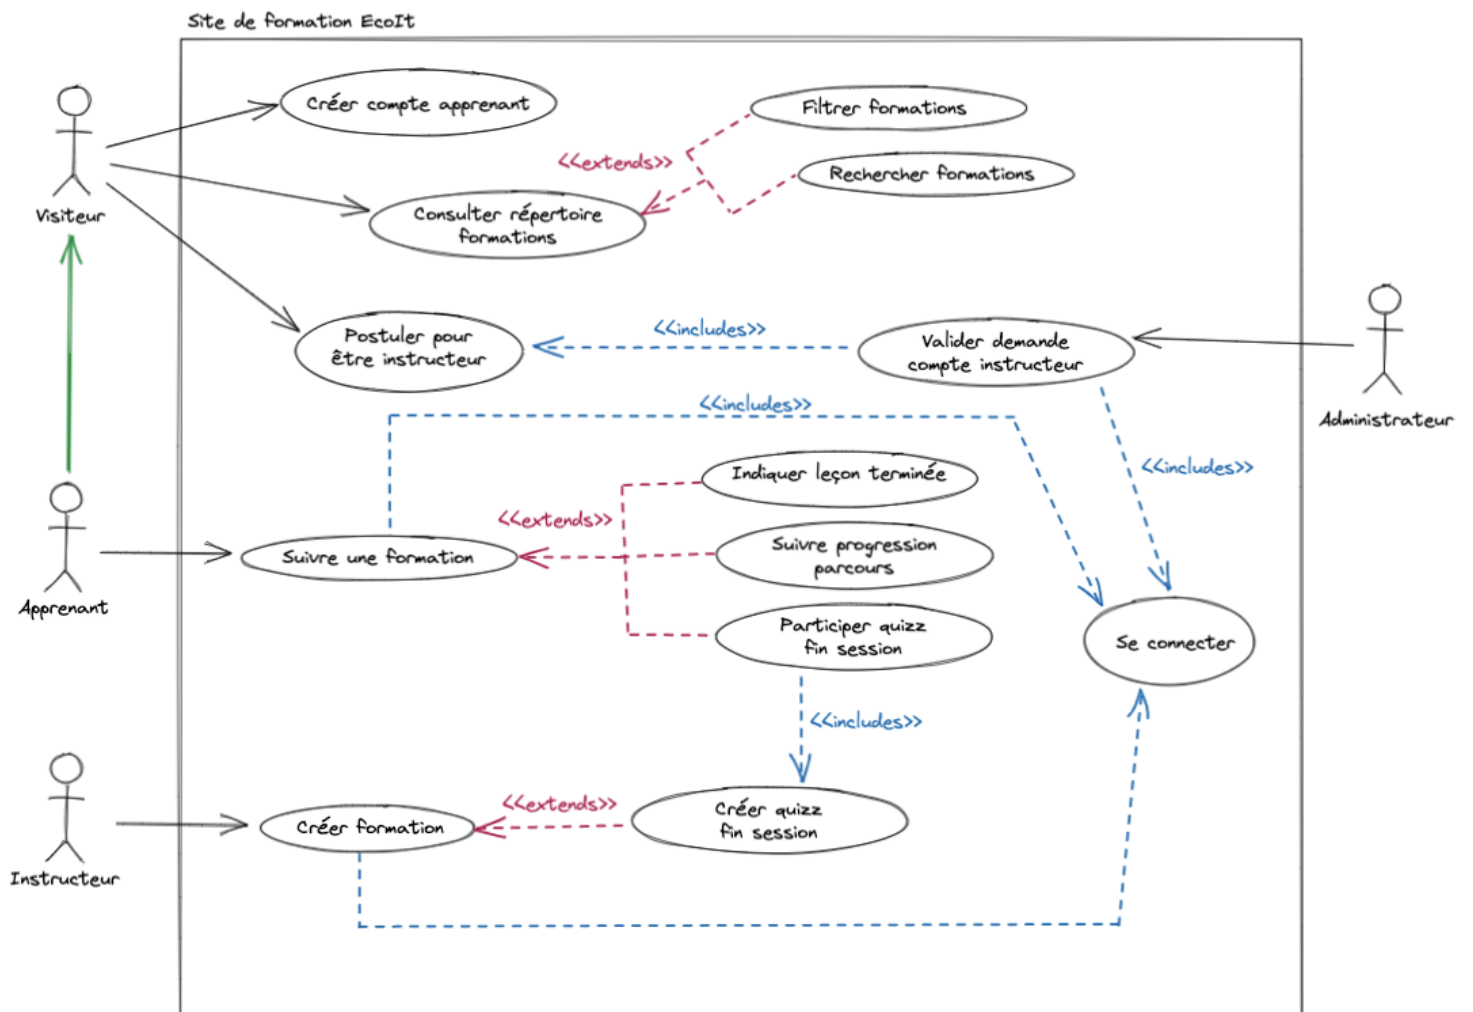 Site de formation EcoIt
Créer compte apprenant
Filtrer formations
<<extends>>
Rechercher formations
Visiteur
Consulter répertoire
formations
Postuler pour
être instructeur
<<includes>>
Valider demande
compte instructeur
Administrateur
<<includes>>
<<includes>>
Indiquer leçon terminée
<<extends>>
Suivre une formation
Suivre progression
parcours
Apprenant
Participer quizz
fin session
Se connecter
<<includes>>
Instructeur
Créer formation
<<extends>>
Créer quizz
fin session